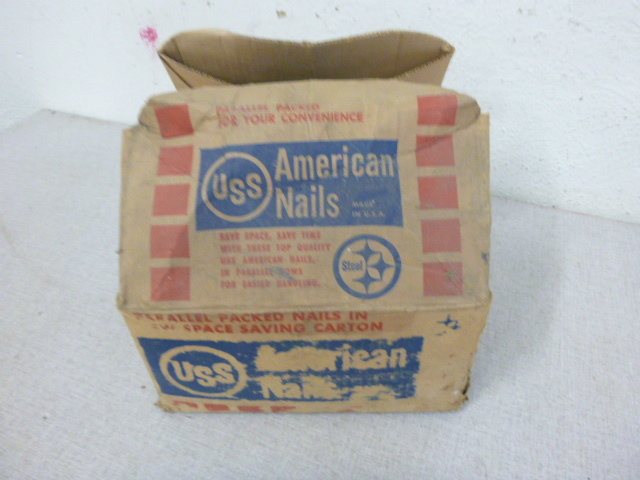 PARALLEL PACKED
FOR YOUR CONVENIENCE
USS American
Nails MADE
IN U.S.A.
SAVE SPACE, SAVE TIME
WITH THESE TOP QUALITY
USS AMERICAN NAILS,
IN PARALLEL ROWS
FOR EASIER HANDLING.
Steel
PARALLEL PACKED NAILS IN
SPACE SAVING CARTON
USS American
Nails